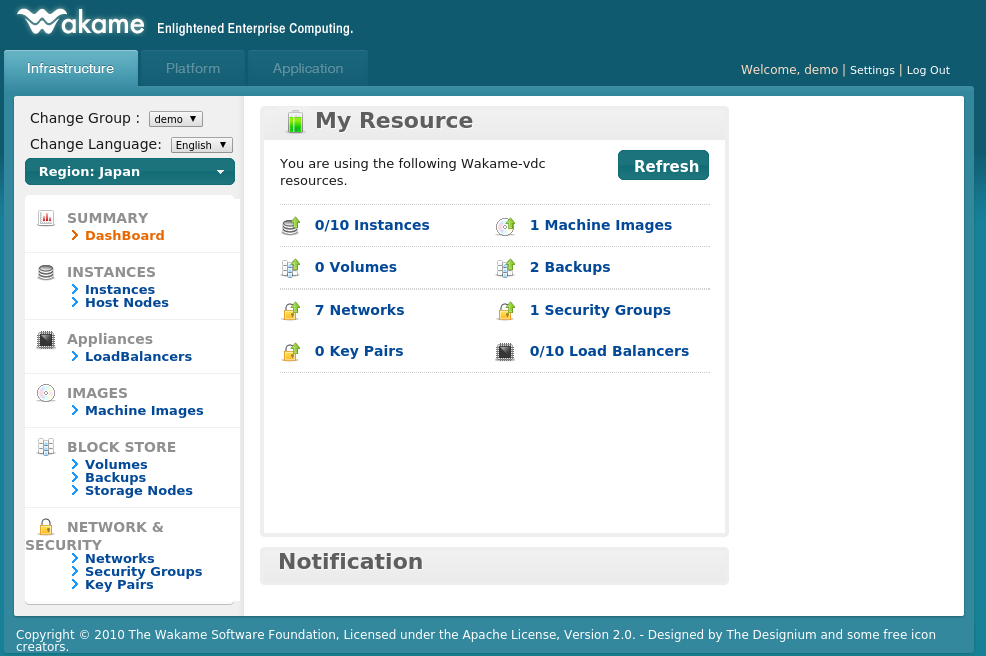 Wakame Enlightened Enterprise Computing.
Infrastructure Platform Application
Welcome, demo | Settings | Log Out
Change Group : demo
Change Language: English
Region: Japan
SUMMARY
DashBoard
INSTANCES
Instances
Host Nodes
Appliances
LoadBalancers
IMAGES
Machine Images
BLOCK STORE
Volumes
Backups
Storage Nodes
NETWORK &
SECURITY
Networks
Security Groups
Key Pairs
My Resource
You are using the following Wakame-vdc
resources.
Refresh
0/10 Instances 1 Machine Images
0 Volumes 2 Backups
7 Networks 1 Security Groups
0 Key Pairs 0/10 Load Balancers
Notification
Copyright © 2010 The Wakame Software Foundation, Licensed under the Apache License, Version 2.0. - Designed by The Designium and some free icon
creators.